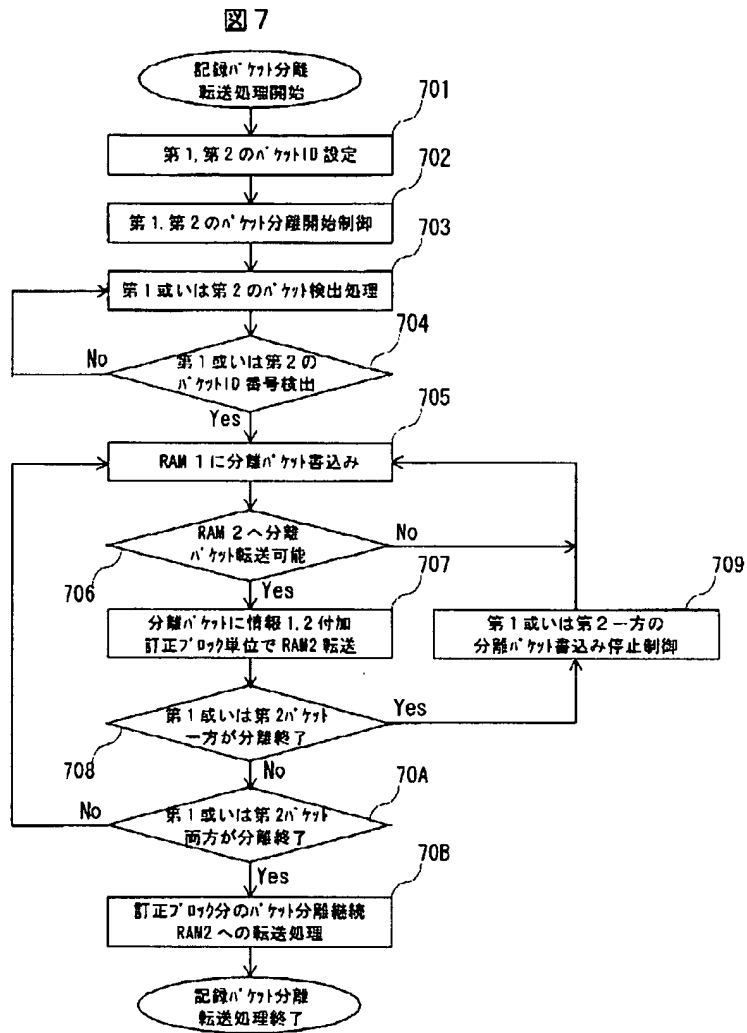 図7
記録パケット分離
転送処理開始
701
第1,第2のパケットID設定
702
第1,第2のパケット分離開始制御
703
第1或いは第2のパケット検出処理
704
No
第1或いは第2の
パケットID番号検出
Yes
705
RAM 1に分離パケット書込み
RAM 2へ分離
パケット転送可能
No
706
Yes
707
709
分離パケットに情報1,2付加
訂正ブロック単位でRAM2転送
第1或いは第2一方の
分離パケット書込み停止制御
第1或いは第2パケット
一方が分離終了
Yes
708
No
70A
No
第1或いは第2パケット
両方が分離終了
Yes
70B
訂正ブロック分のパケット分離継続
RAM2への転送処理
記録パケット分離
転送処理終了